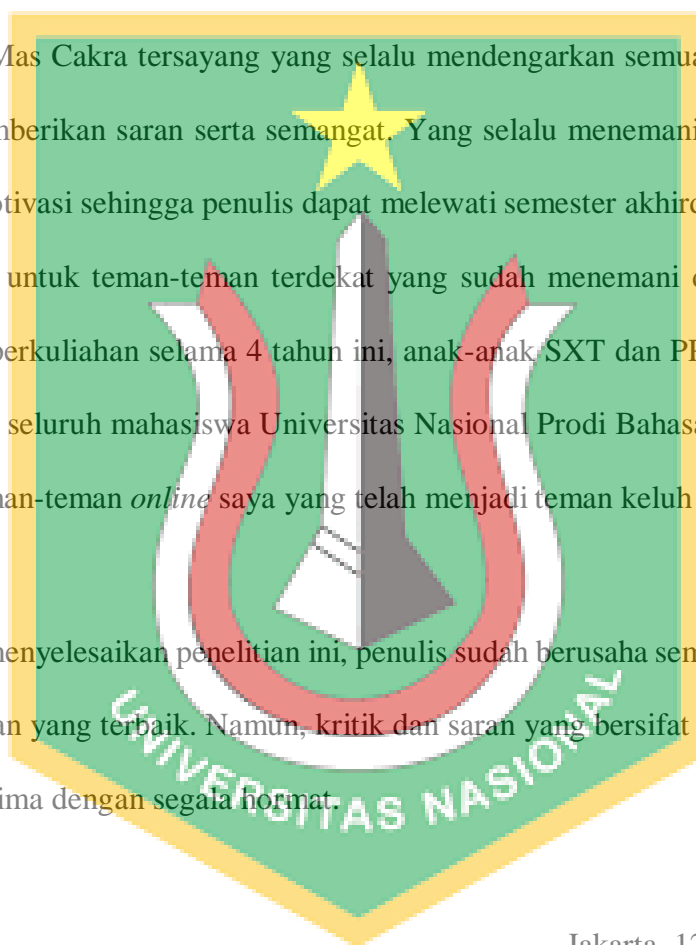 Mas Cakra tersayang yang selalu mendengarkan semua
mberikan saran serta semangat. Yang selalu menemani
otivasi sehingga penulis dapat melewati semester akhir
untuk teman-teman terdekat yang sudah menemani
perkuliahan selama 4 tahun ini, anak-anak SXT dan
seluruh mahasiswa Universitas Nasional Prodi Bahasa
man-teman online saya yang telah menjadi teman keluh
menyelesaikan penelitian ini, penulis sudah berusaha sem
an yang terbaik. Namun, kritik dan saran yang bersifat
ima dengan segala hormat.
UNIVERSITAS NASIONAL
Jakarta, 12